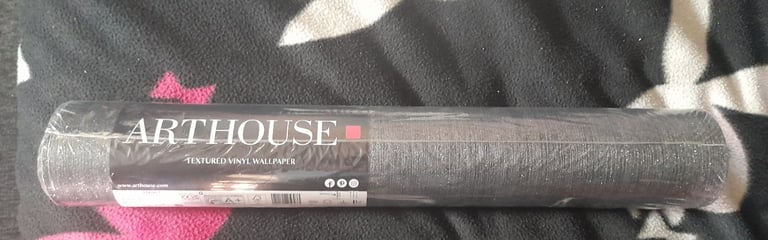 ARTHOUSE
TEXTURED VINYL WALLPAPER
www.arthouse.com
A+